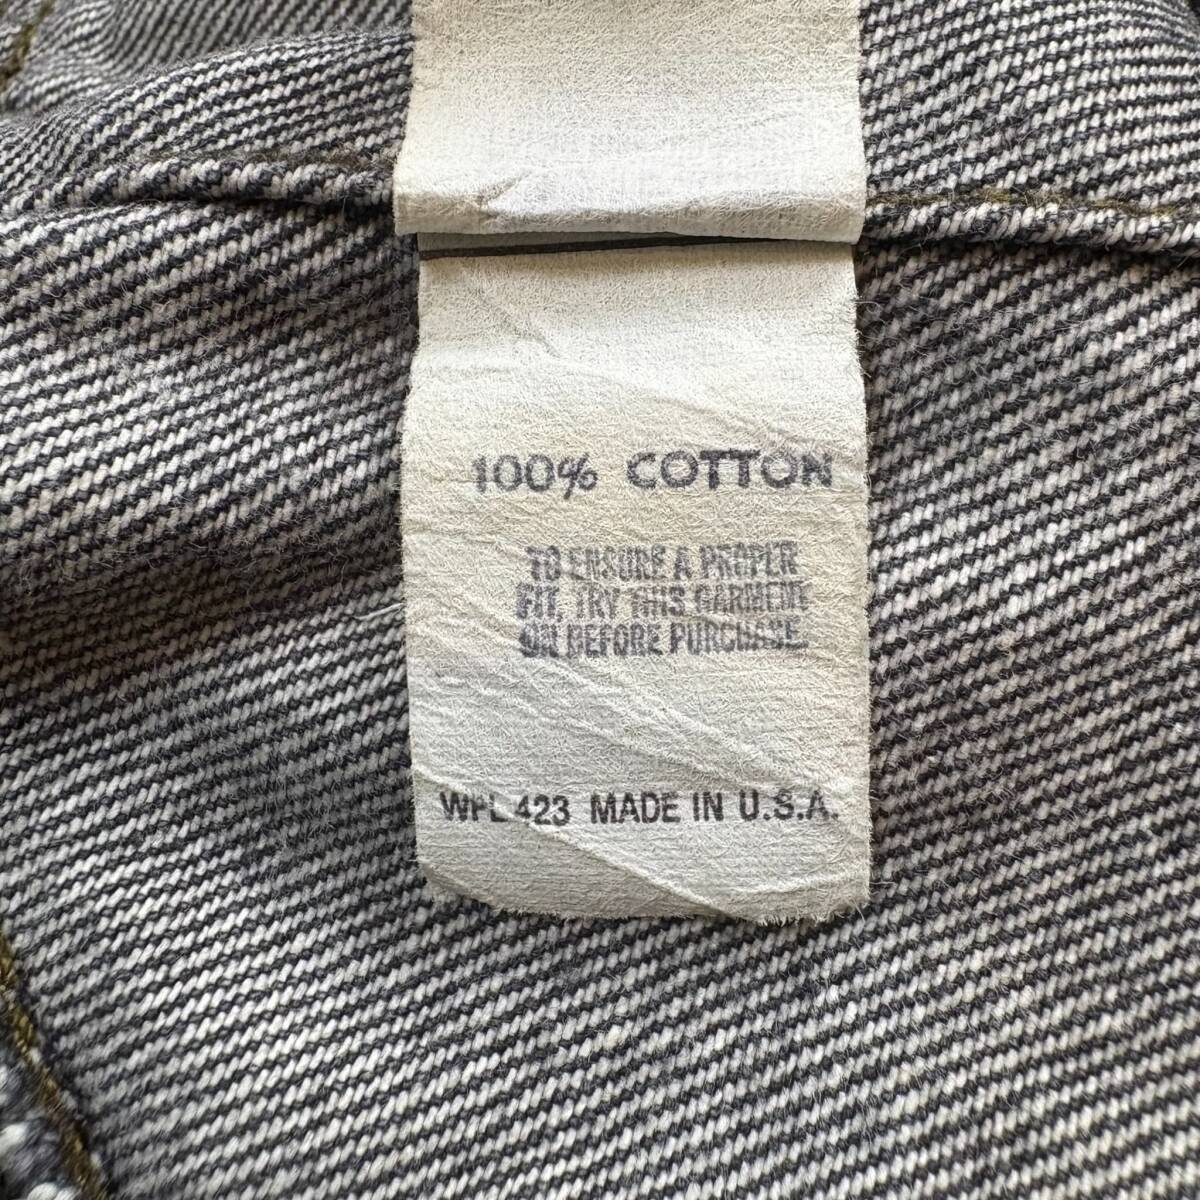 100% COTTON
TO ENSURE A PROPER
FIT, TRY THIS GARMENT
ON BEFORE PURCHASE.
WPL 423 MADE IN U.S.A.